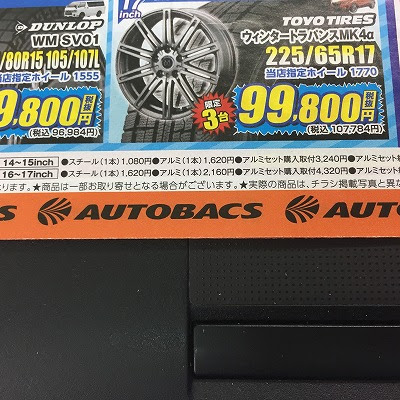 DUNLOP
WM SV01
/80R15,105/107L
当店指定ホイール 1555
9,800円 税抜
(税込 96,984円)
17inch
TOYO TIRES
ウィンタートランパスMK4α
225/65R17
当店指定ホイール 1770
限定3台
99,800円 税抜
(税込 107,784円)
14~15inch ●スチール(1本)1,080円●アルミ(1本)1,620円●アルミセット購入取付3,240円●アルミセット
16~17inch ●スチール(1本)1,620円●アルミ(1本)2,160円●アルミセット購入取付4,320円●アルミセット
なります。★商品は一部お取り寄せとなる場合がございます。★実際の商品は、チラシ掲載写真と異な
AUTOBACS AUTOBACS